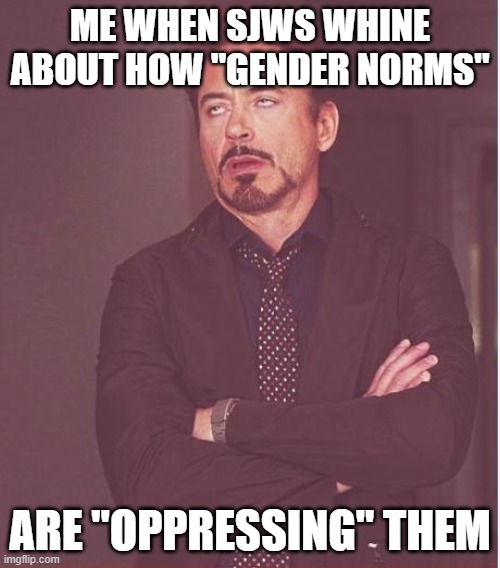 ME WHEN SJWS WHINE
ABOUT HOW "GENDER NORMS"
ARE "OPPRESSING" THEM
imgflip.com